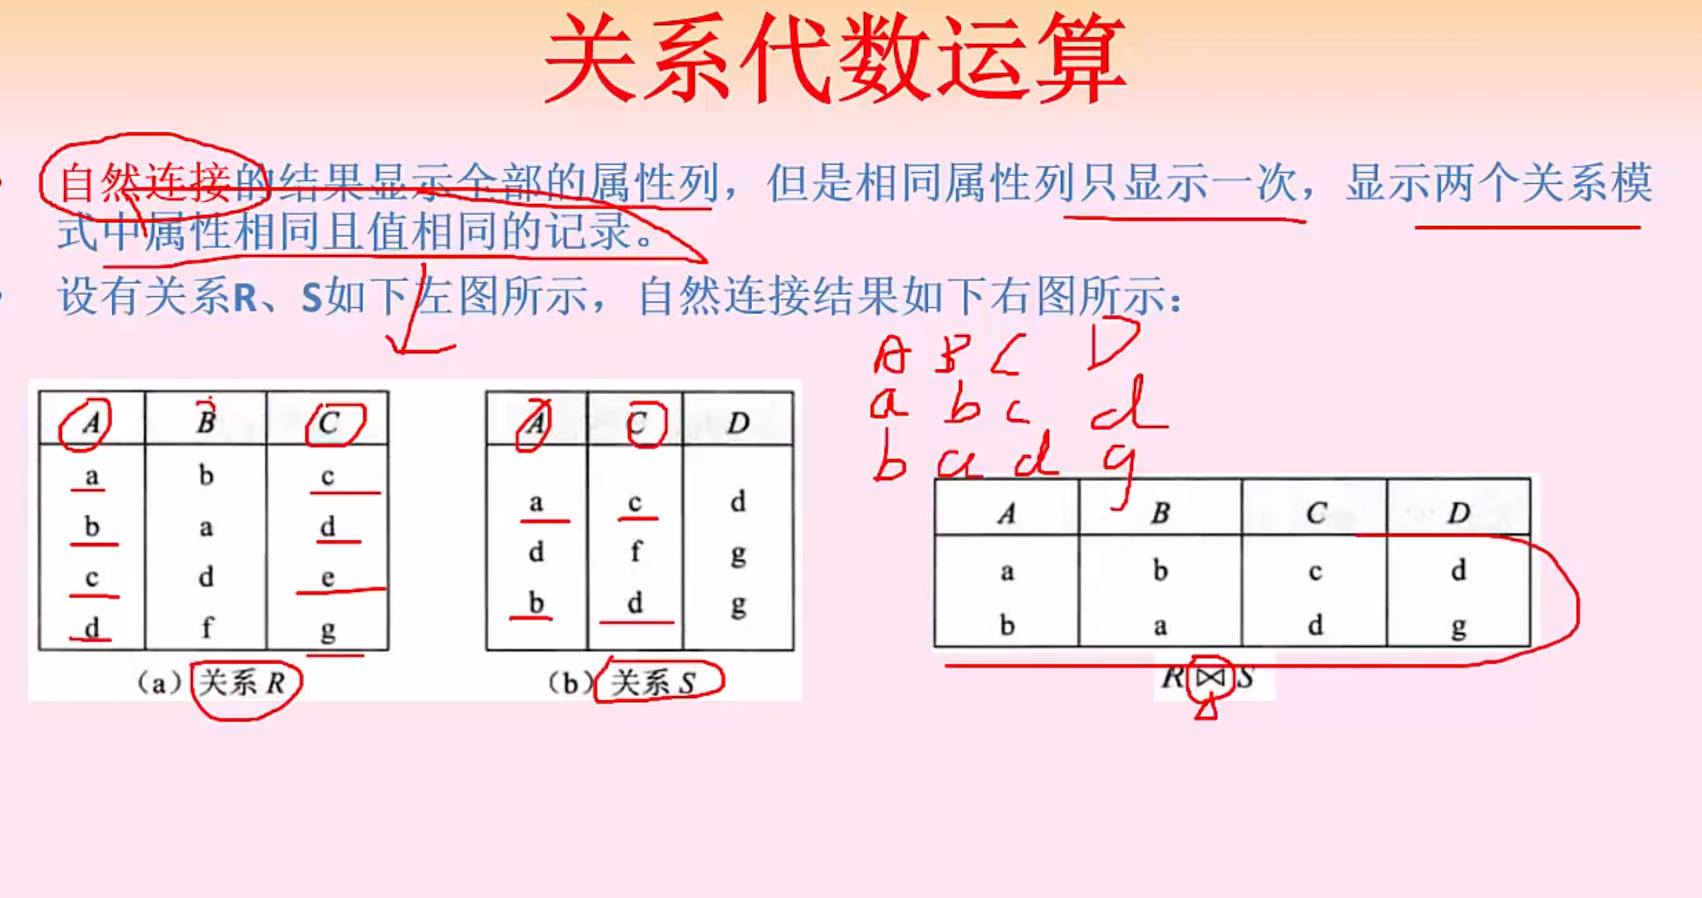 关系代数运算
自然连接的结果显示全部的属性列，但是相同属性列只显示一次，显示两个关系模
式中属性相同且值相同的记录。
设有关系R、S如下左图所示，自然连接结果如下右图所示：
A B C D
a b c d
b a d g
A B C
a b c
b a d
c d e
d f g
(a) 关系 R
A C D
a c d
d f g
b d g
(b) 关系 S
A B C D
a b c d
b a d g
R ⋈ S